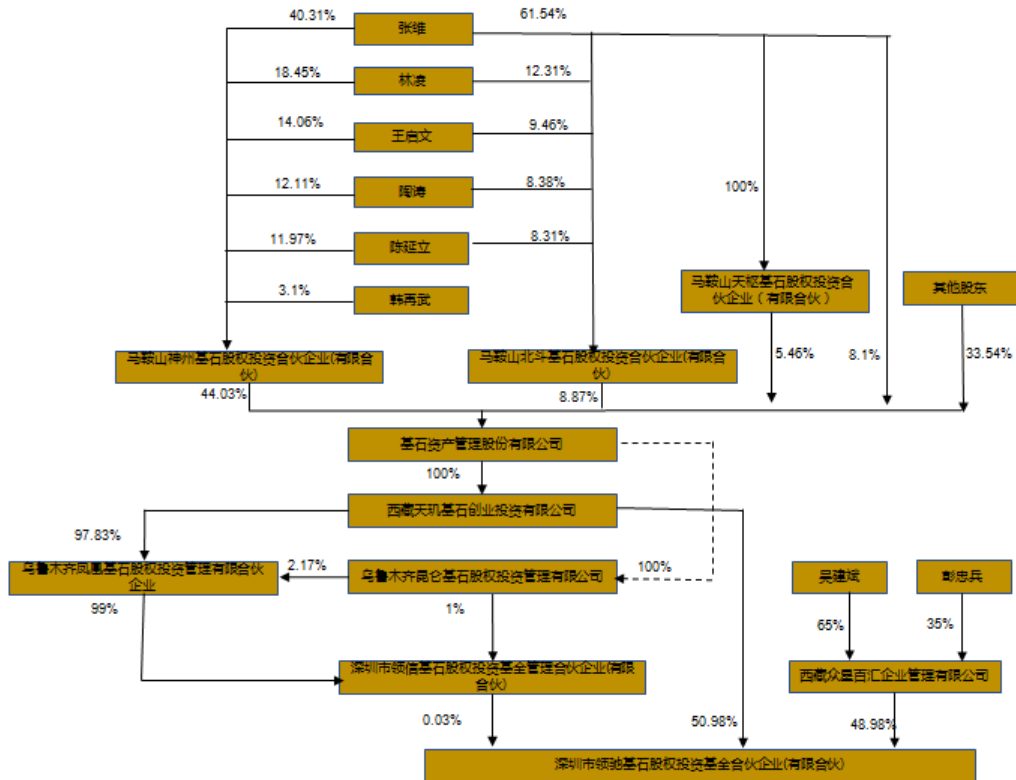 40.31%
张维
61.54%
18.45%
林凌
12.31%
14.06%
王启文
9.46%
12.11%
陶涛
8.38%
100%
11.97%
陈延立
8.31%
3.1%
韩再武
马鞍山天枢基石股权投资合
伙企业（有限合伙）
其他股东
马鞍山神州基石股权投资合伙企业(有限合
伙)
马鞍山北斗基石股权投资合伙企业(有限合
伙)
5.46%
8.1%
33.54%
44.03%
8.87%
基石资产管理股份有限公司
100%
西藏天玑基石创业投资有限公司
97.83%
乌鲁木齐凤凰基石股权投资管理有限合伙
企业
2.17%
乌鲁木齐昆仑基石股权投资管理有限公司
100%
吴建斌
彭忠兵
99%
1%
65%
35%
深圳市领信基石股权投资基金管理合伙企业(有限
合伙)
西藏众星百汇企业管理有限公司
0.03%
50.98%
48.98%
深圳市领驰基石股权投资基金合伙企业(有限合伙)